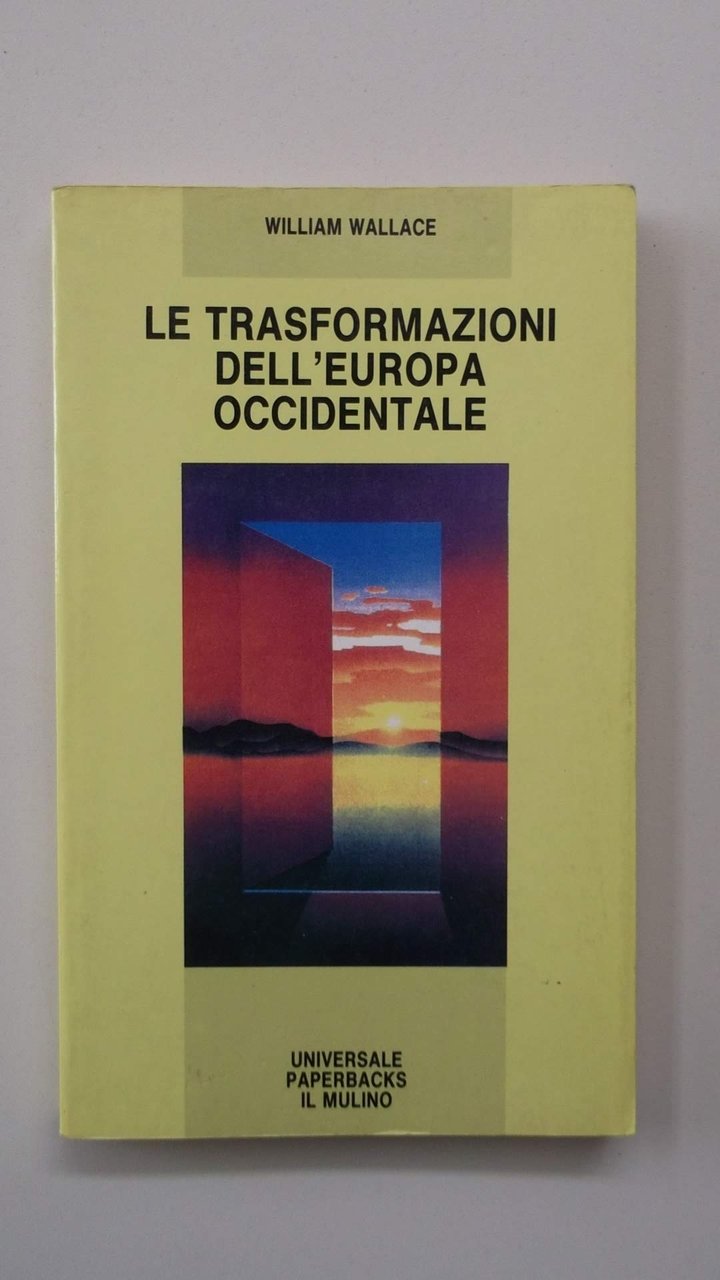 WILLIAM WALLACE
LE TRASFORMAZIONI
DELL'EUROPA
OCCIDENTALE
UNIVERSALE
PAPERBACKS
IL MULINO